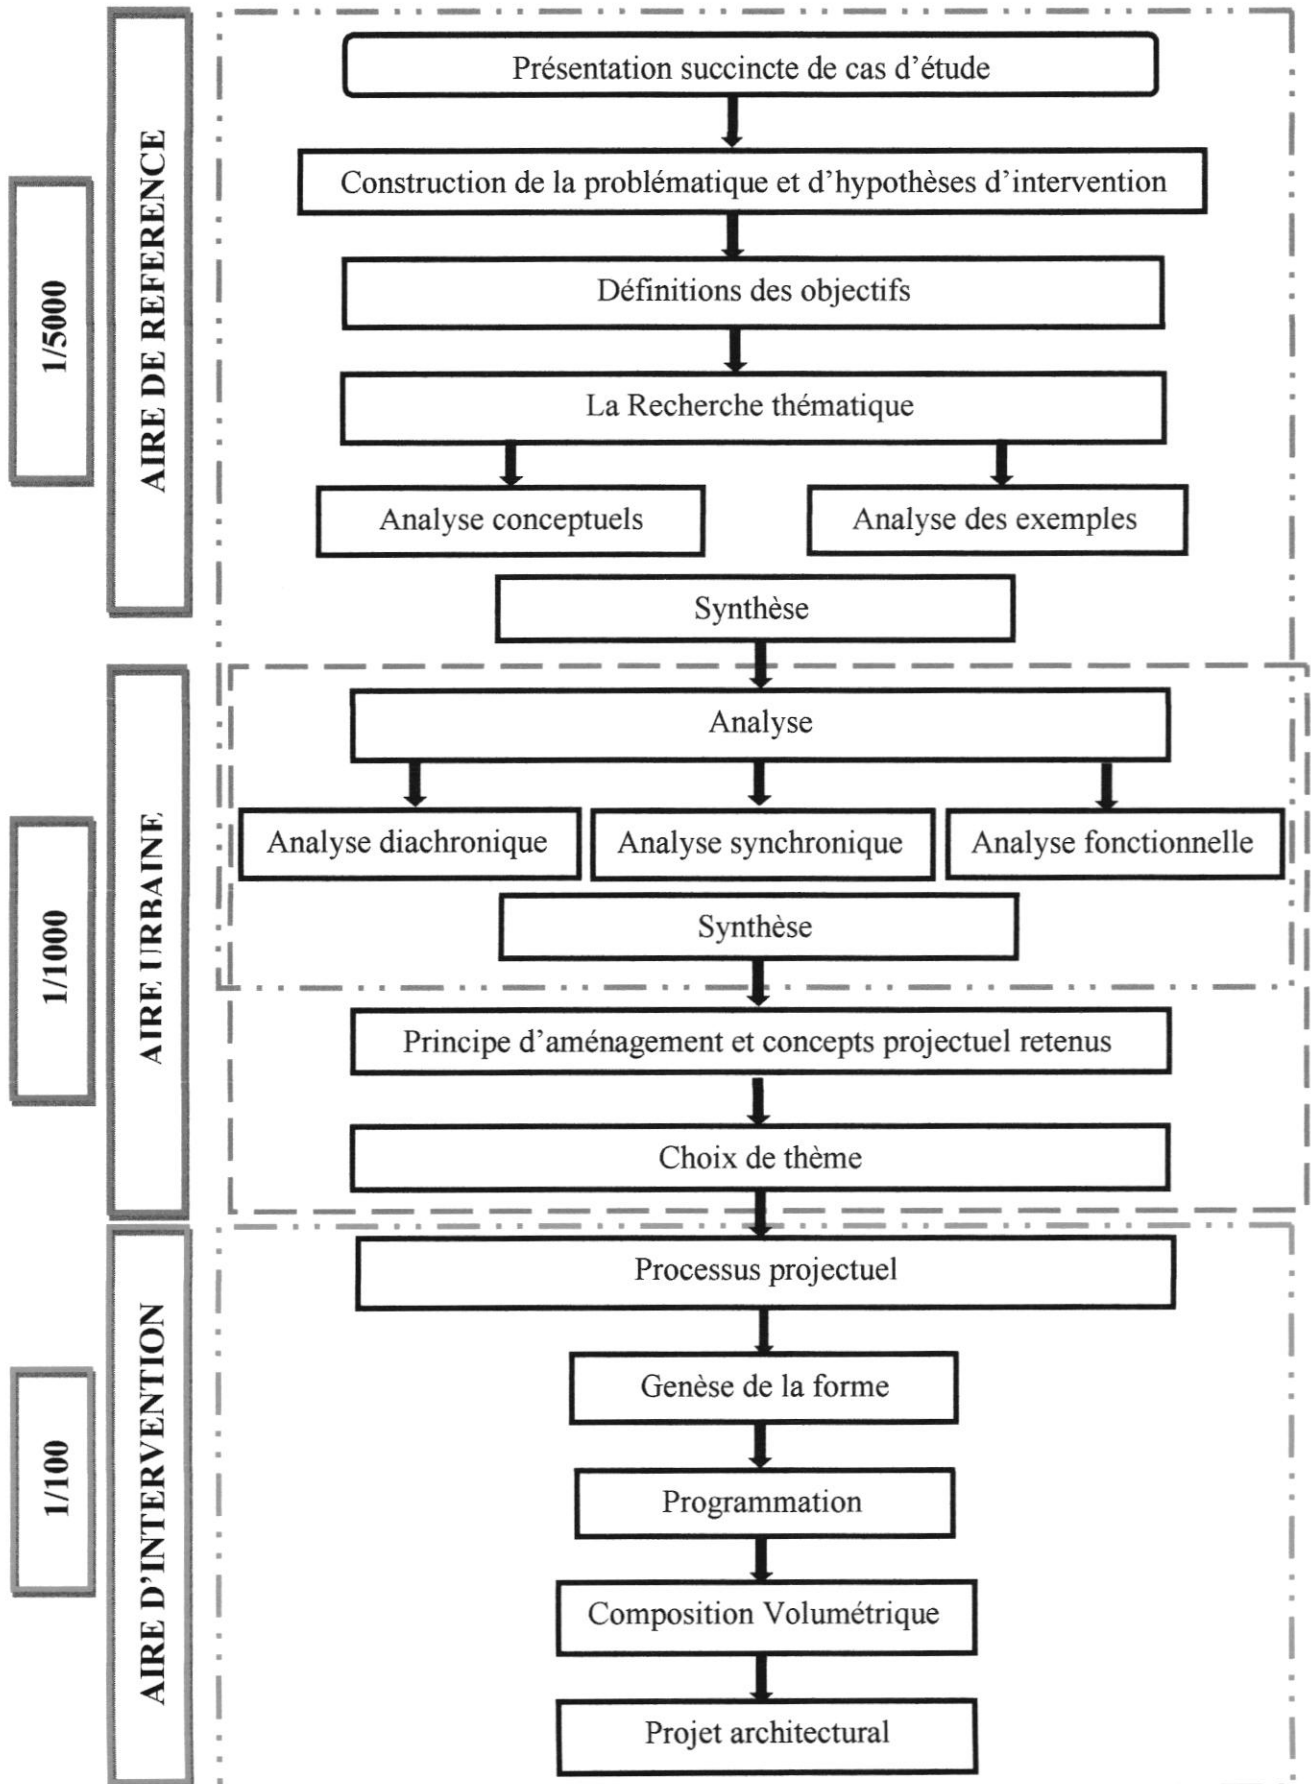 Présentation succincte de cas d'étude
Construction de la problématique et d'hypothèses d'intervention
Définitions des objectifs
La Recherche thématique
Analyse conceptuels
Analyse des exemples
Synthèse
1/5000
AIRE DE REFERENCE
Analyse
Analyse diachronique
Analyse synchronique
Analyse fonctionnelle
Synthèse
Principe d'aménagement et concepts projectuel retenus
Choix de thème
1/1000
AIRE URBAINE
Processus projectuel
Genèse de la forme
Programmation
Composition Volumétrique
Projet architectural
1/100
AIRE D'INTERVENTION